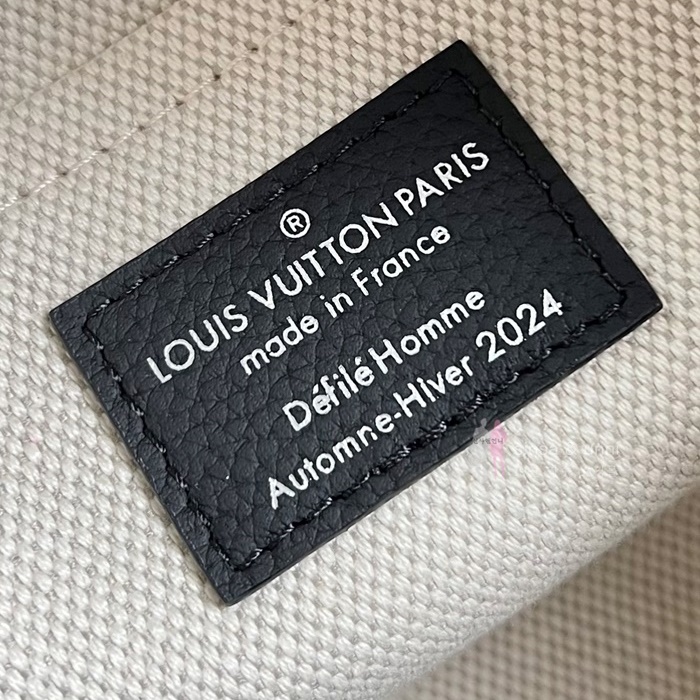 ®
LOUIS VUITTON PARIS
made in France
Défilé Homme
Automne-Hiver 2024